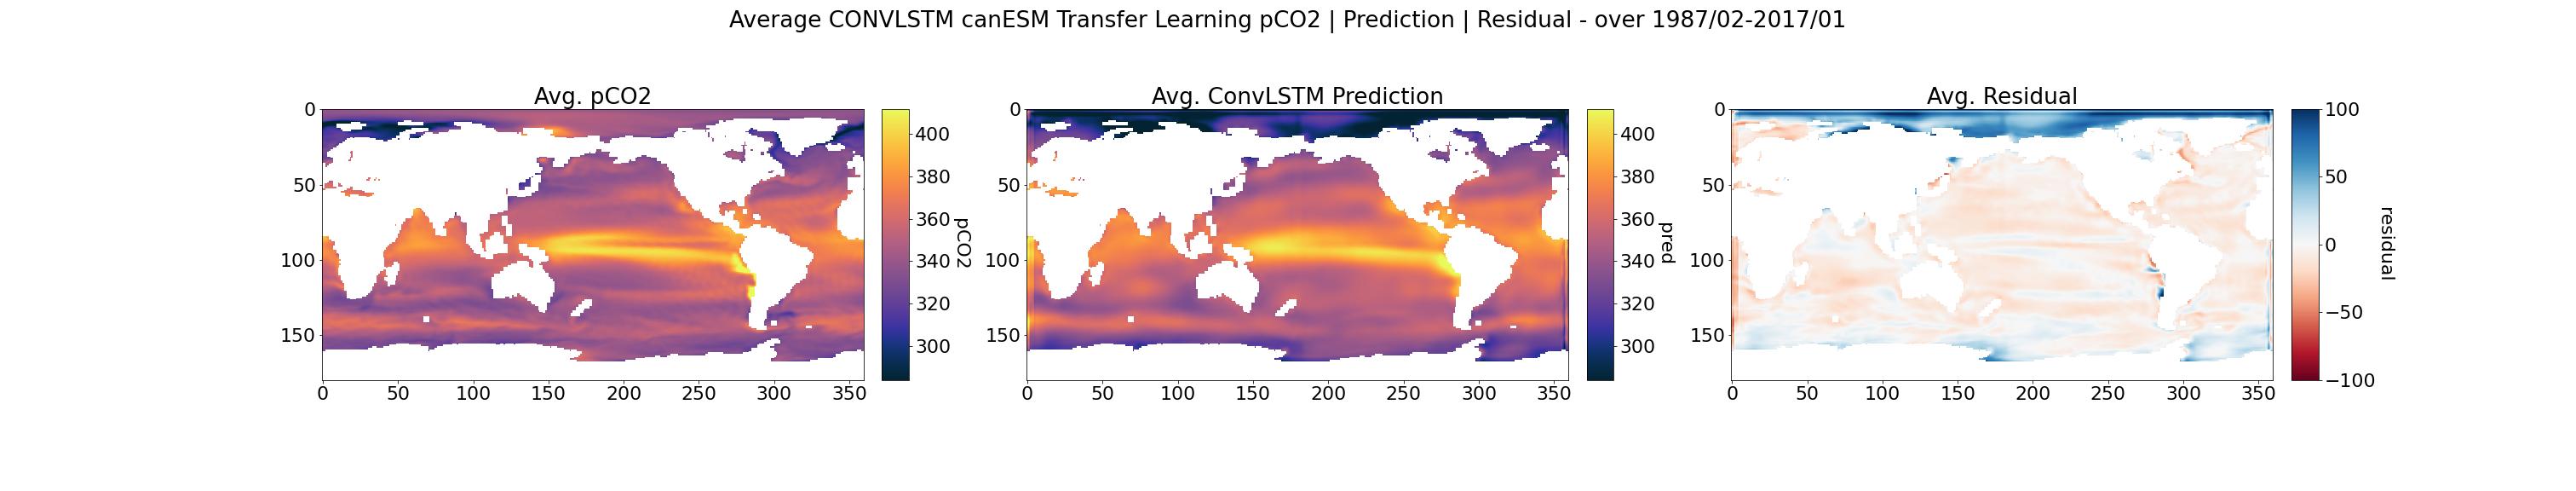 Average CONVLSTM canESM Transfer Learning pCO2 | Prediction | Residual - over 1987/02-2017/01
Avg. pCO2
0
50
100
150
0 50 100 150 200 250 300 350
400
380
360
340
320
300
pCO2
Avg. ConvLSTM Prediction
0
50
100
150
0 50 100 150 200 250 300 350
400
380
360
340
320
300
pred
Avg. Residual
0
50
100
150
0 50 100 150 200 250 300 350
100
50
0
−50
−100
residual